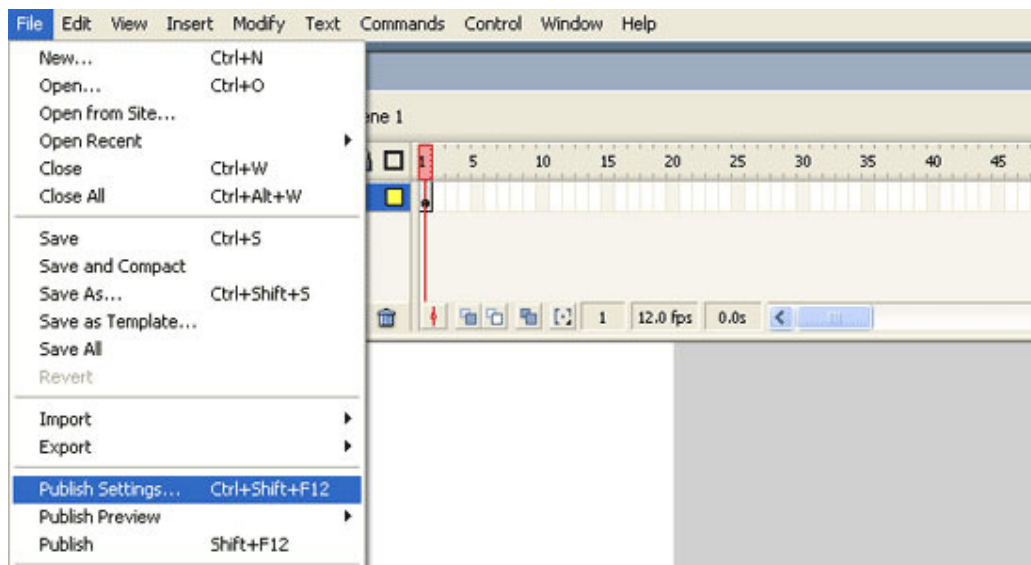 File Edit View Insert Modify Text Commands Control Window Help
New... Ctrl+N
Open... Ctrl+O
Open from Site...
Open Recent
Close Ctrl+W
Close All Ctrl+Alt+W
Save Ctrl+S
Save and Compact
Save As... Ctrl+Shift+S
Save as Template...
Save All
Revert
Import
Export
Publish Settings... Ctrl+Shift+F12
Publish Preview
Publish Shift+F12
ene 1
1 5 10 15 20 25 30 35 40 45
1 12.0 fps 0.0s